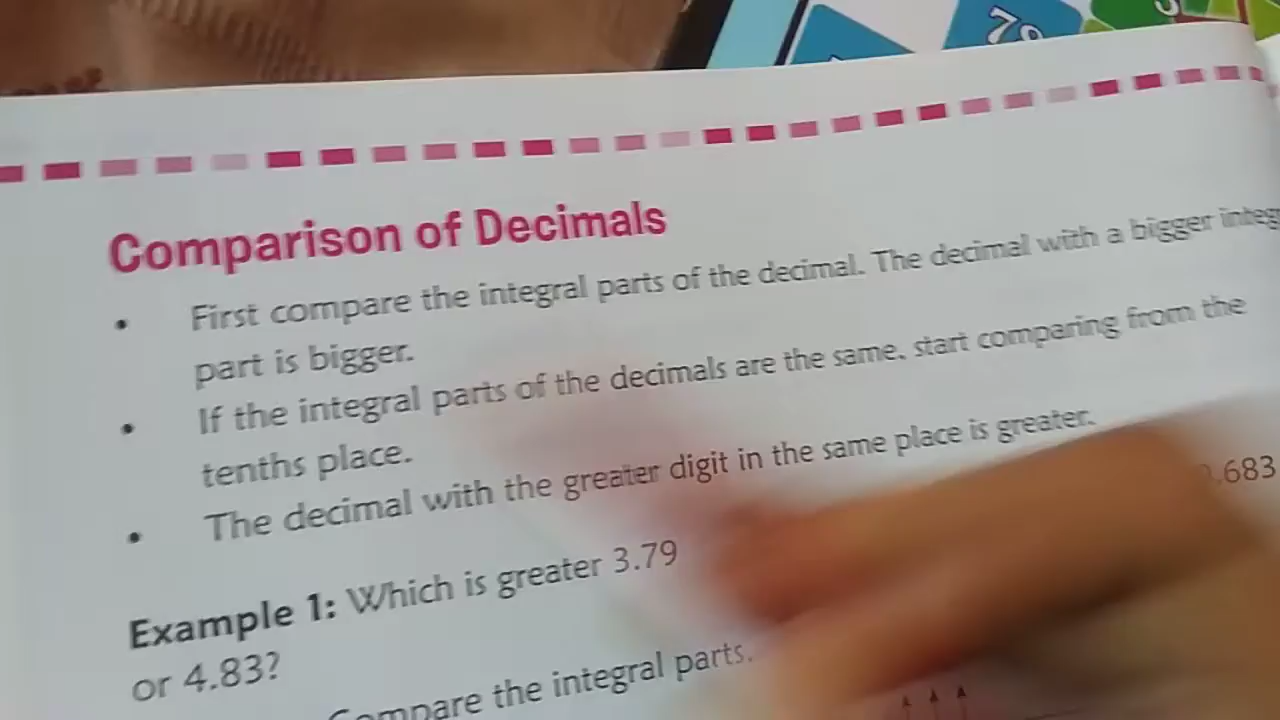 Comparison of Decimals
• First compare the integral parts of the decimal. The decimal with a bigger
part is bigger.
• If the integral parts of the decimals are the same, start comparing from the
tenths place.
• The decimal with the greater digit in the same place is greater.
Example 1: Which is greater 3.79
or 4.83?
Compare the integral parts.